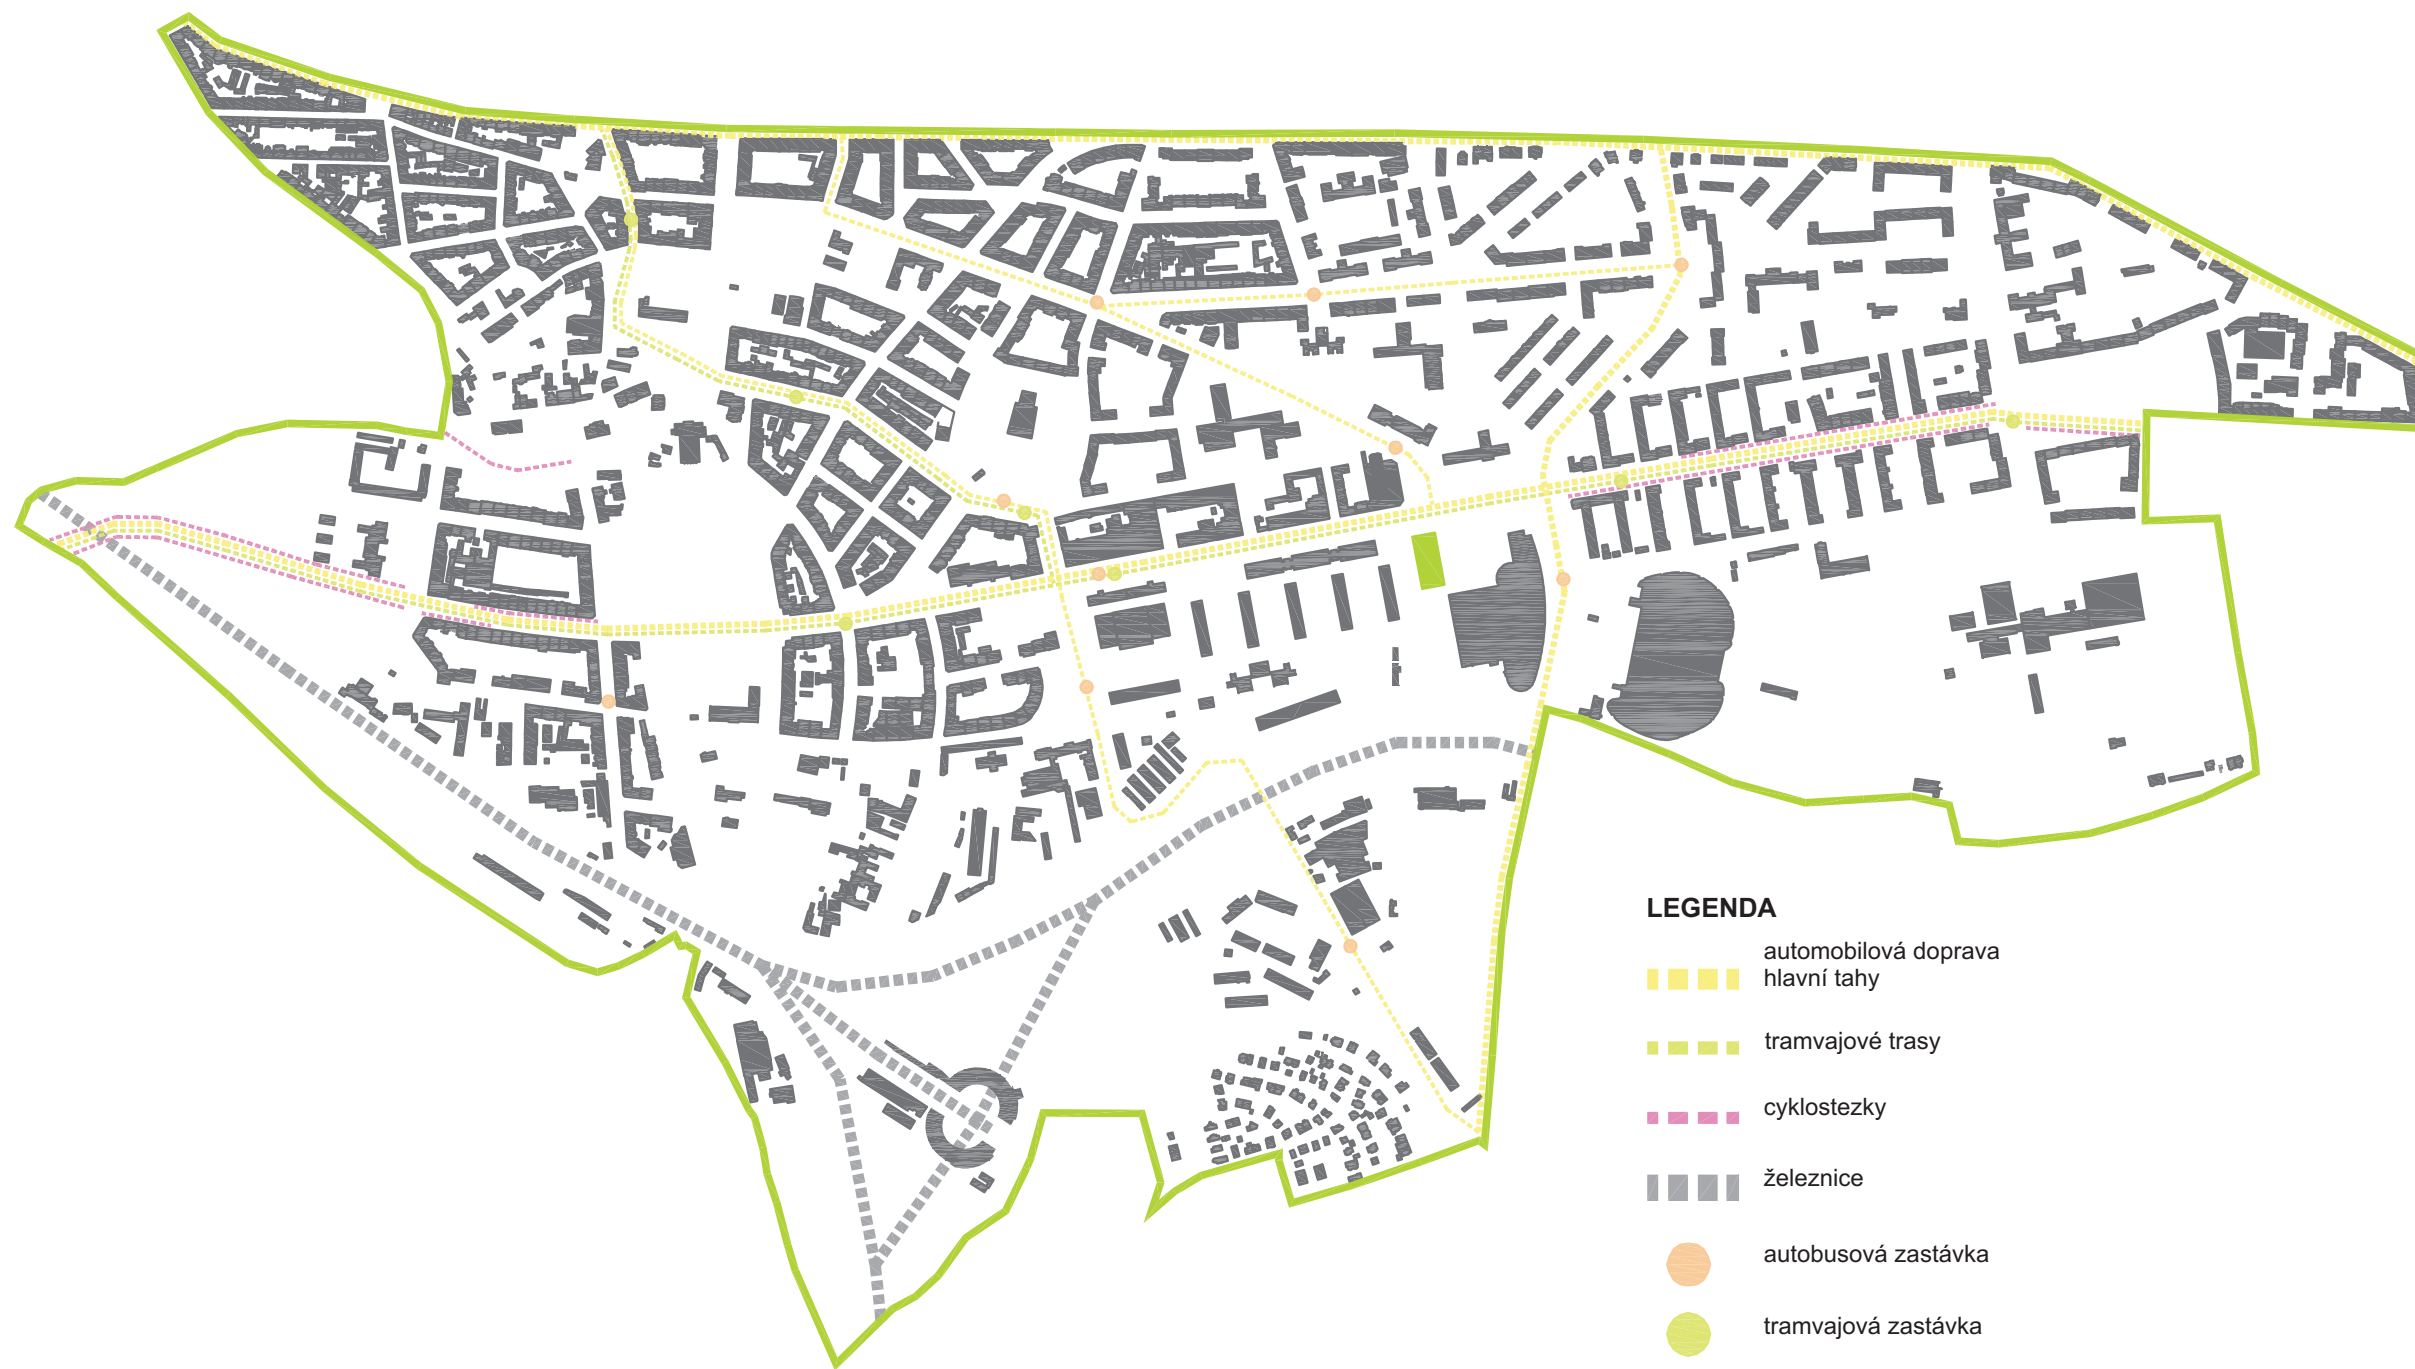 LEGENDA
automobilová doprava
hlavní tahy
tramvajové trasy
cyklostezky
železnice
autobusová zastávka
tramvajová zastávka